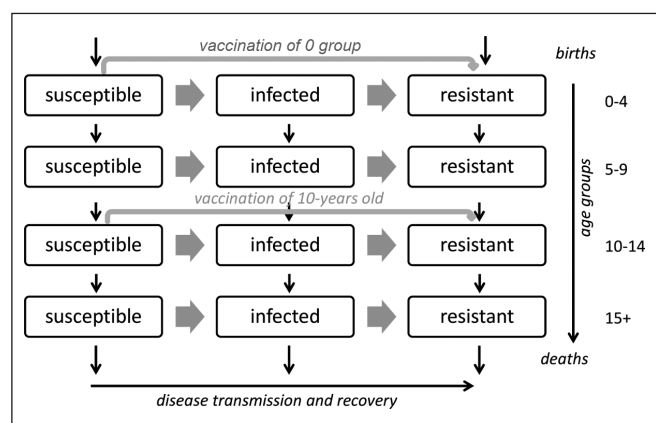 vaccination of 0 group
births
susceptible infected resistant 0-4
susceptible infected resistant 5-9
vaccination of 10-years old
susceptible infected resistant 10-14
susceptible infected resistant 15+
age groups
deaths
disease transmission and recovery